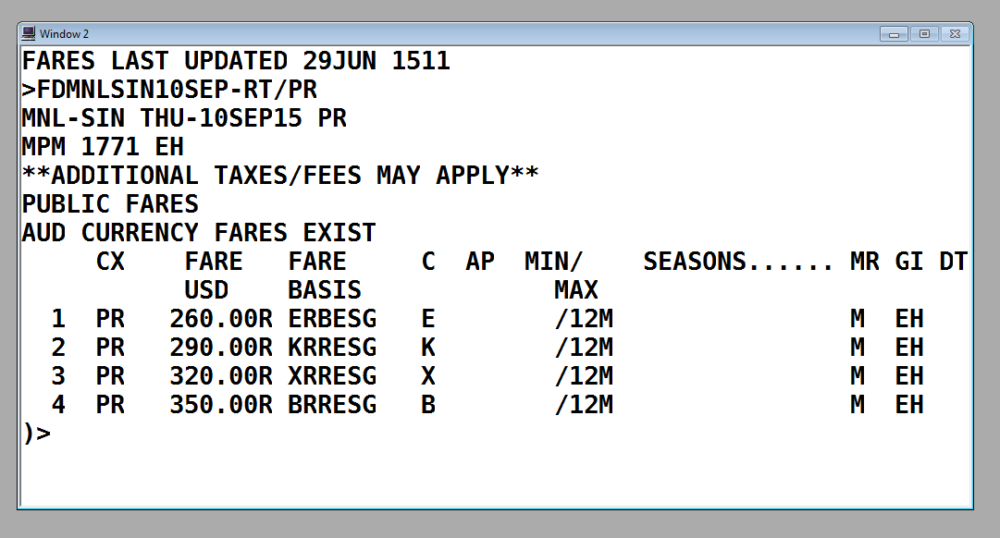 Window 2
FARES LAST UPDATED 29JUN 1511
>FDMNLSIN10SEP-RT/PR
MNL-SIN THU-10SEP15 PR
MPM 1771 EH
**ADDITIONAL TAXES/FEES MAY APPLY**
PUBLIC FARES
AUD CURRENCY FARES EXIST
     CX    FARE   FARE     C  AP  MIN/    SEASONS...... MR GI DT
           USD    BASIS             MAX
  1  PR   260.00R ERBESG   E        /12M                M  EH
  2  PR   290.00R KRRESG   K        /12M                M  EH
  3  PR   320.00R XRRESG   X        /12M                M  EH
  4  PR   350.00R BRRESG   B        /12M                M  EH
)>